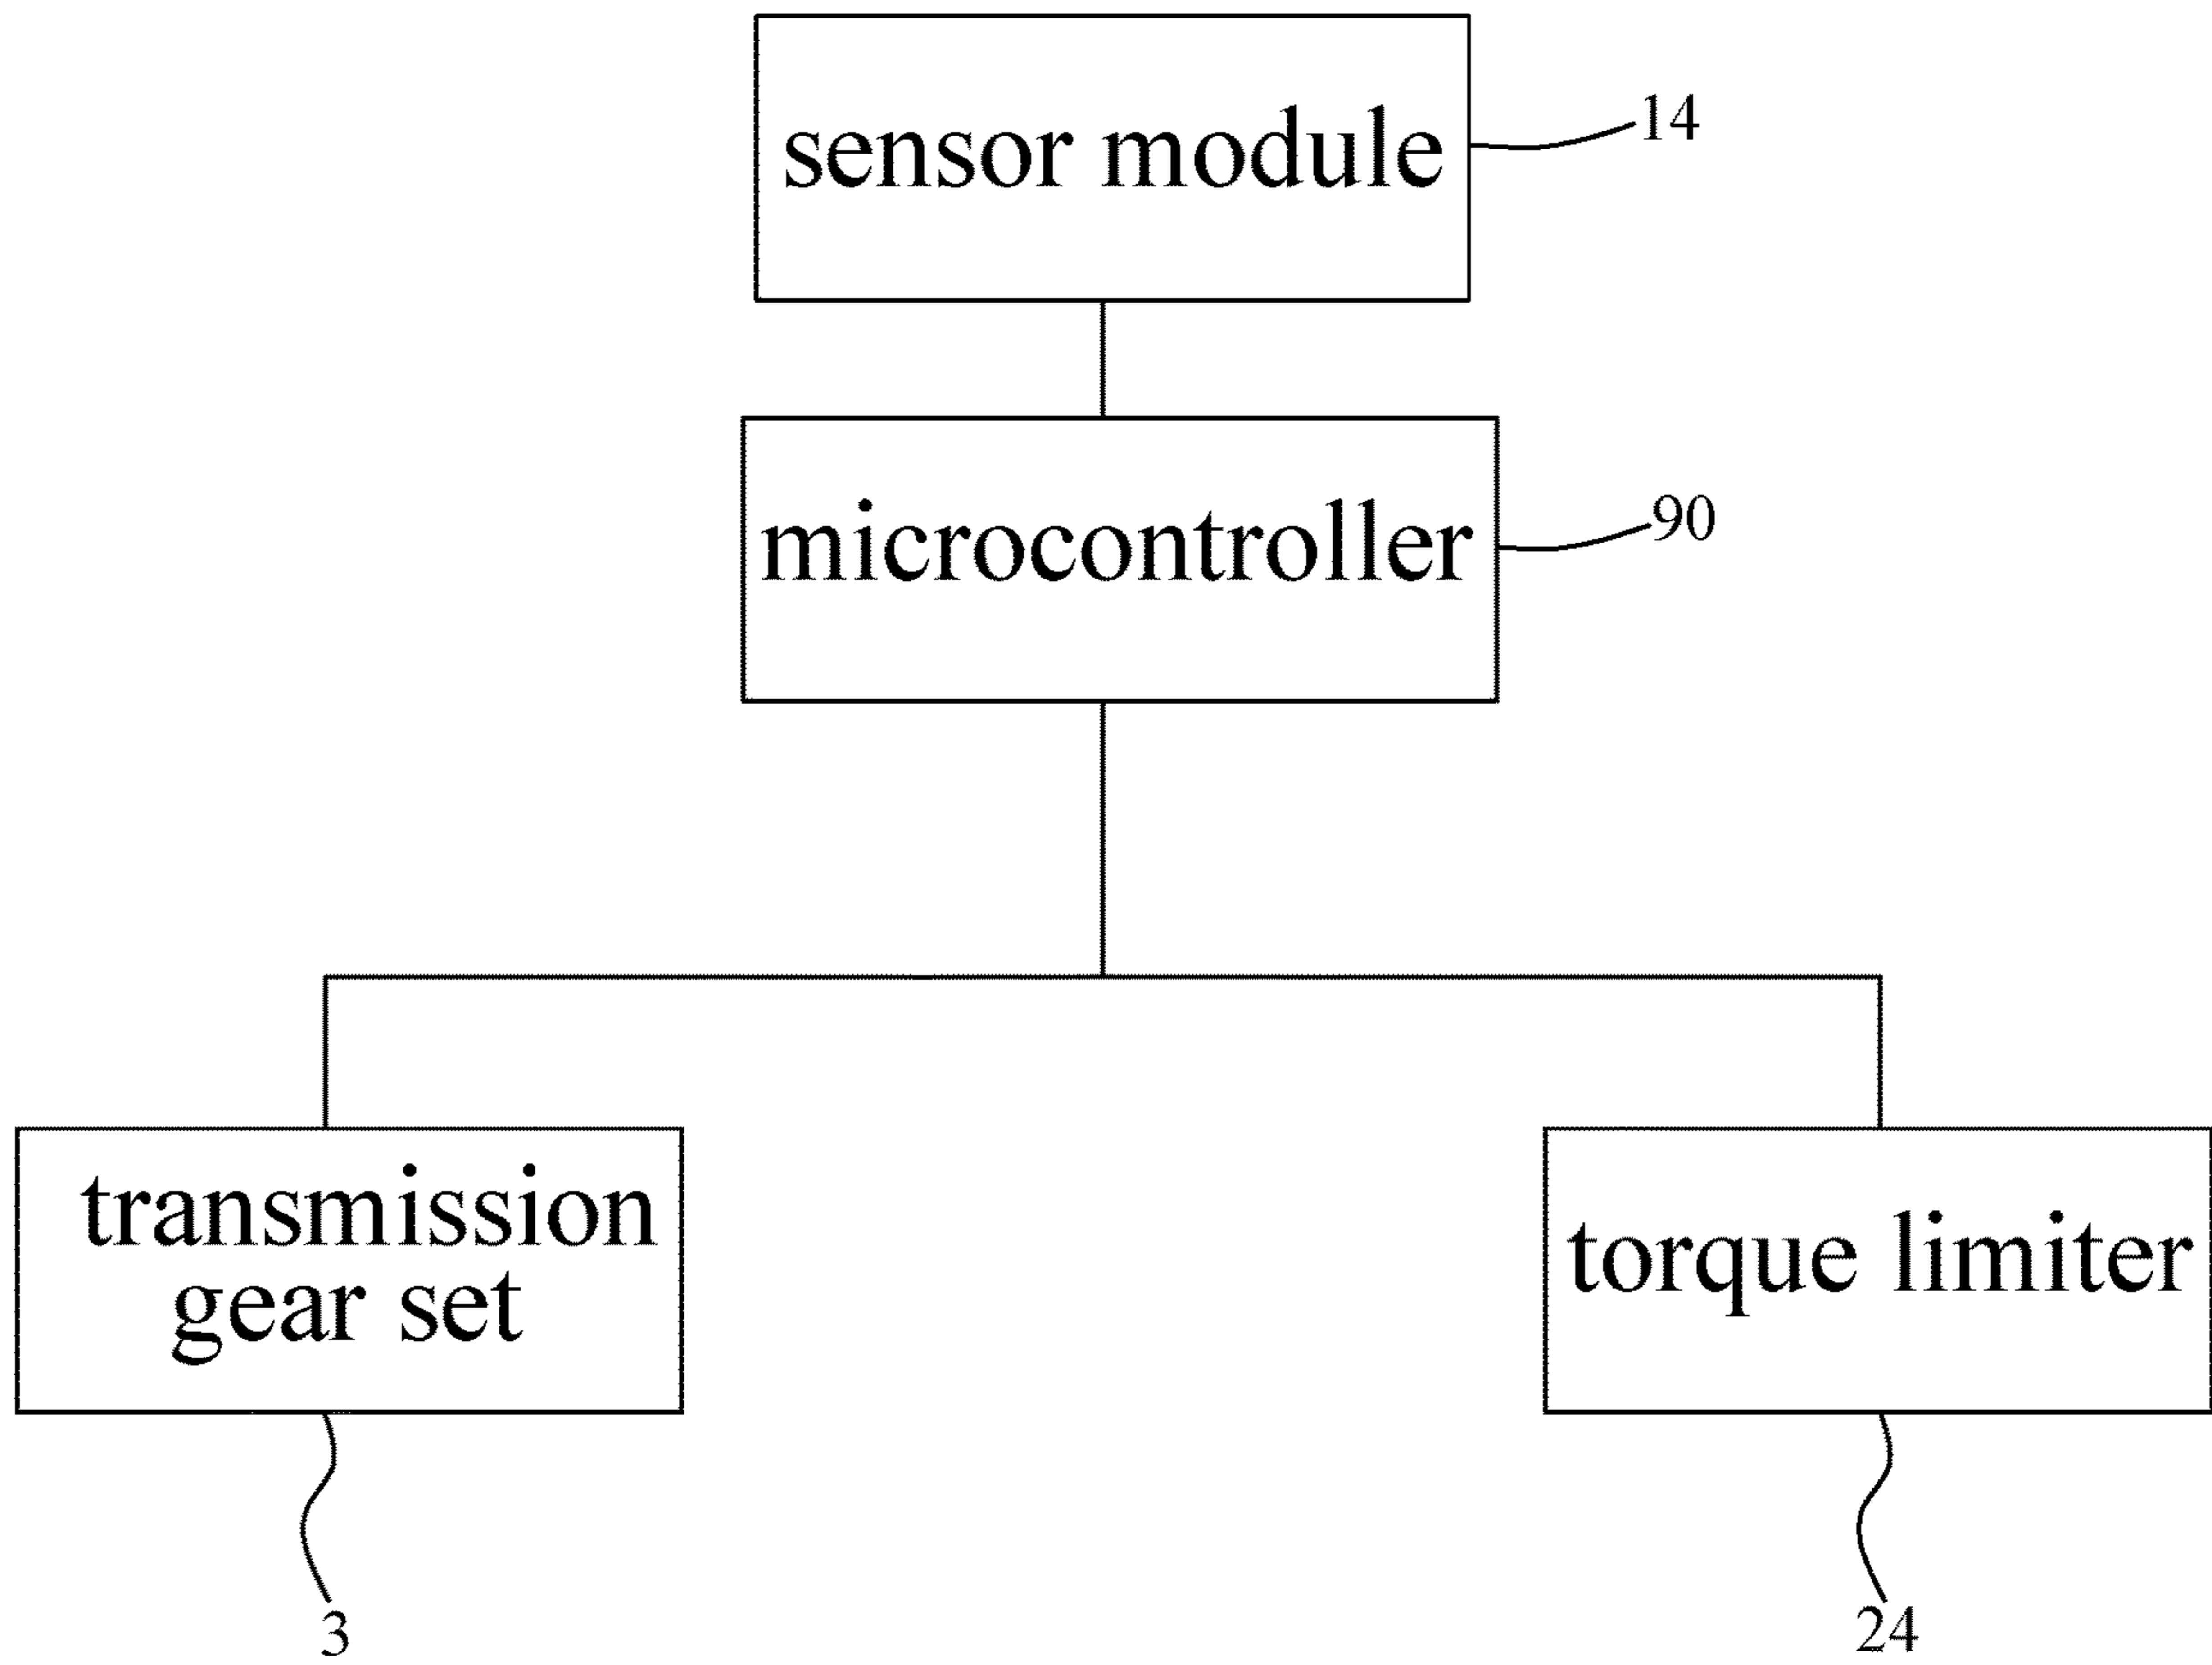 sensor module
14
microcontroller
90
transmission
gear set
torque limiter
3
24